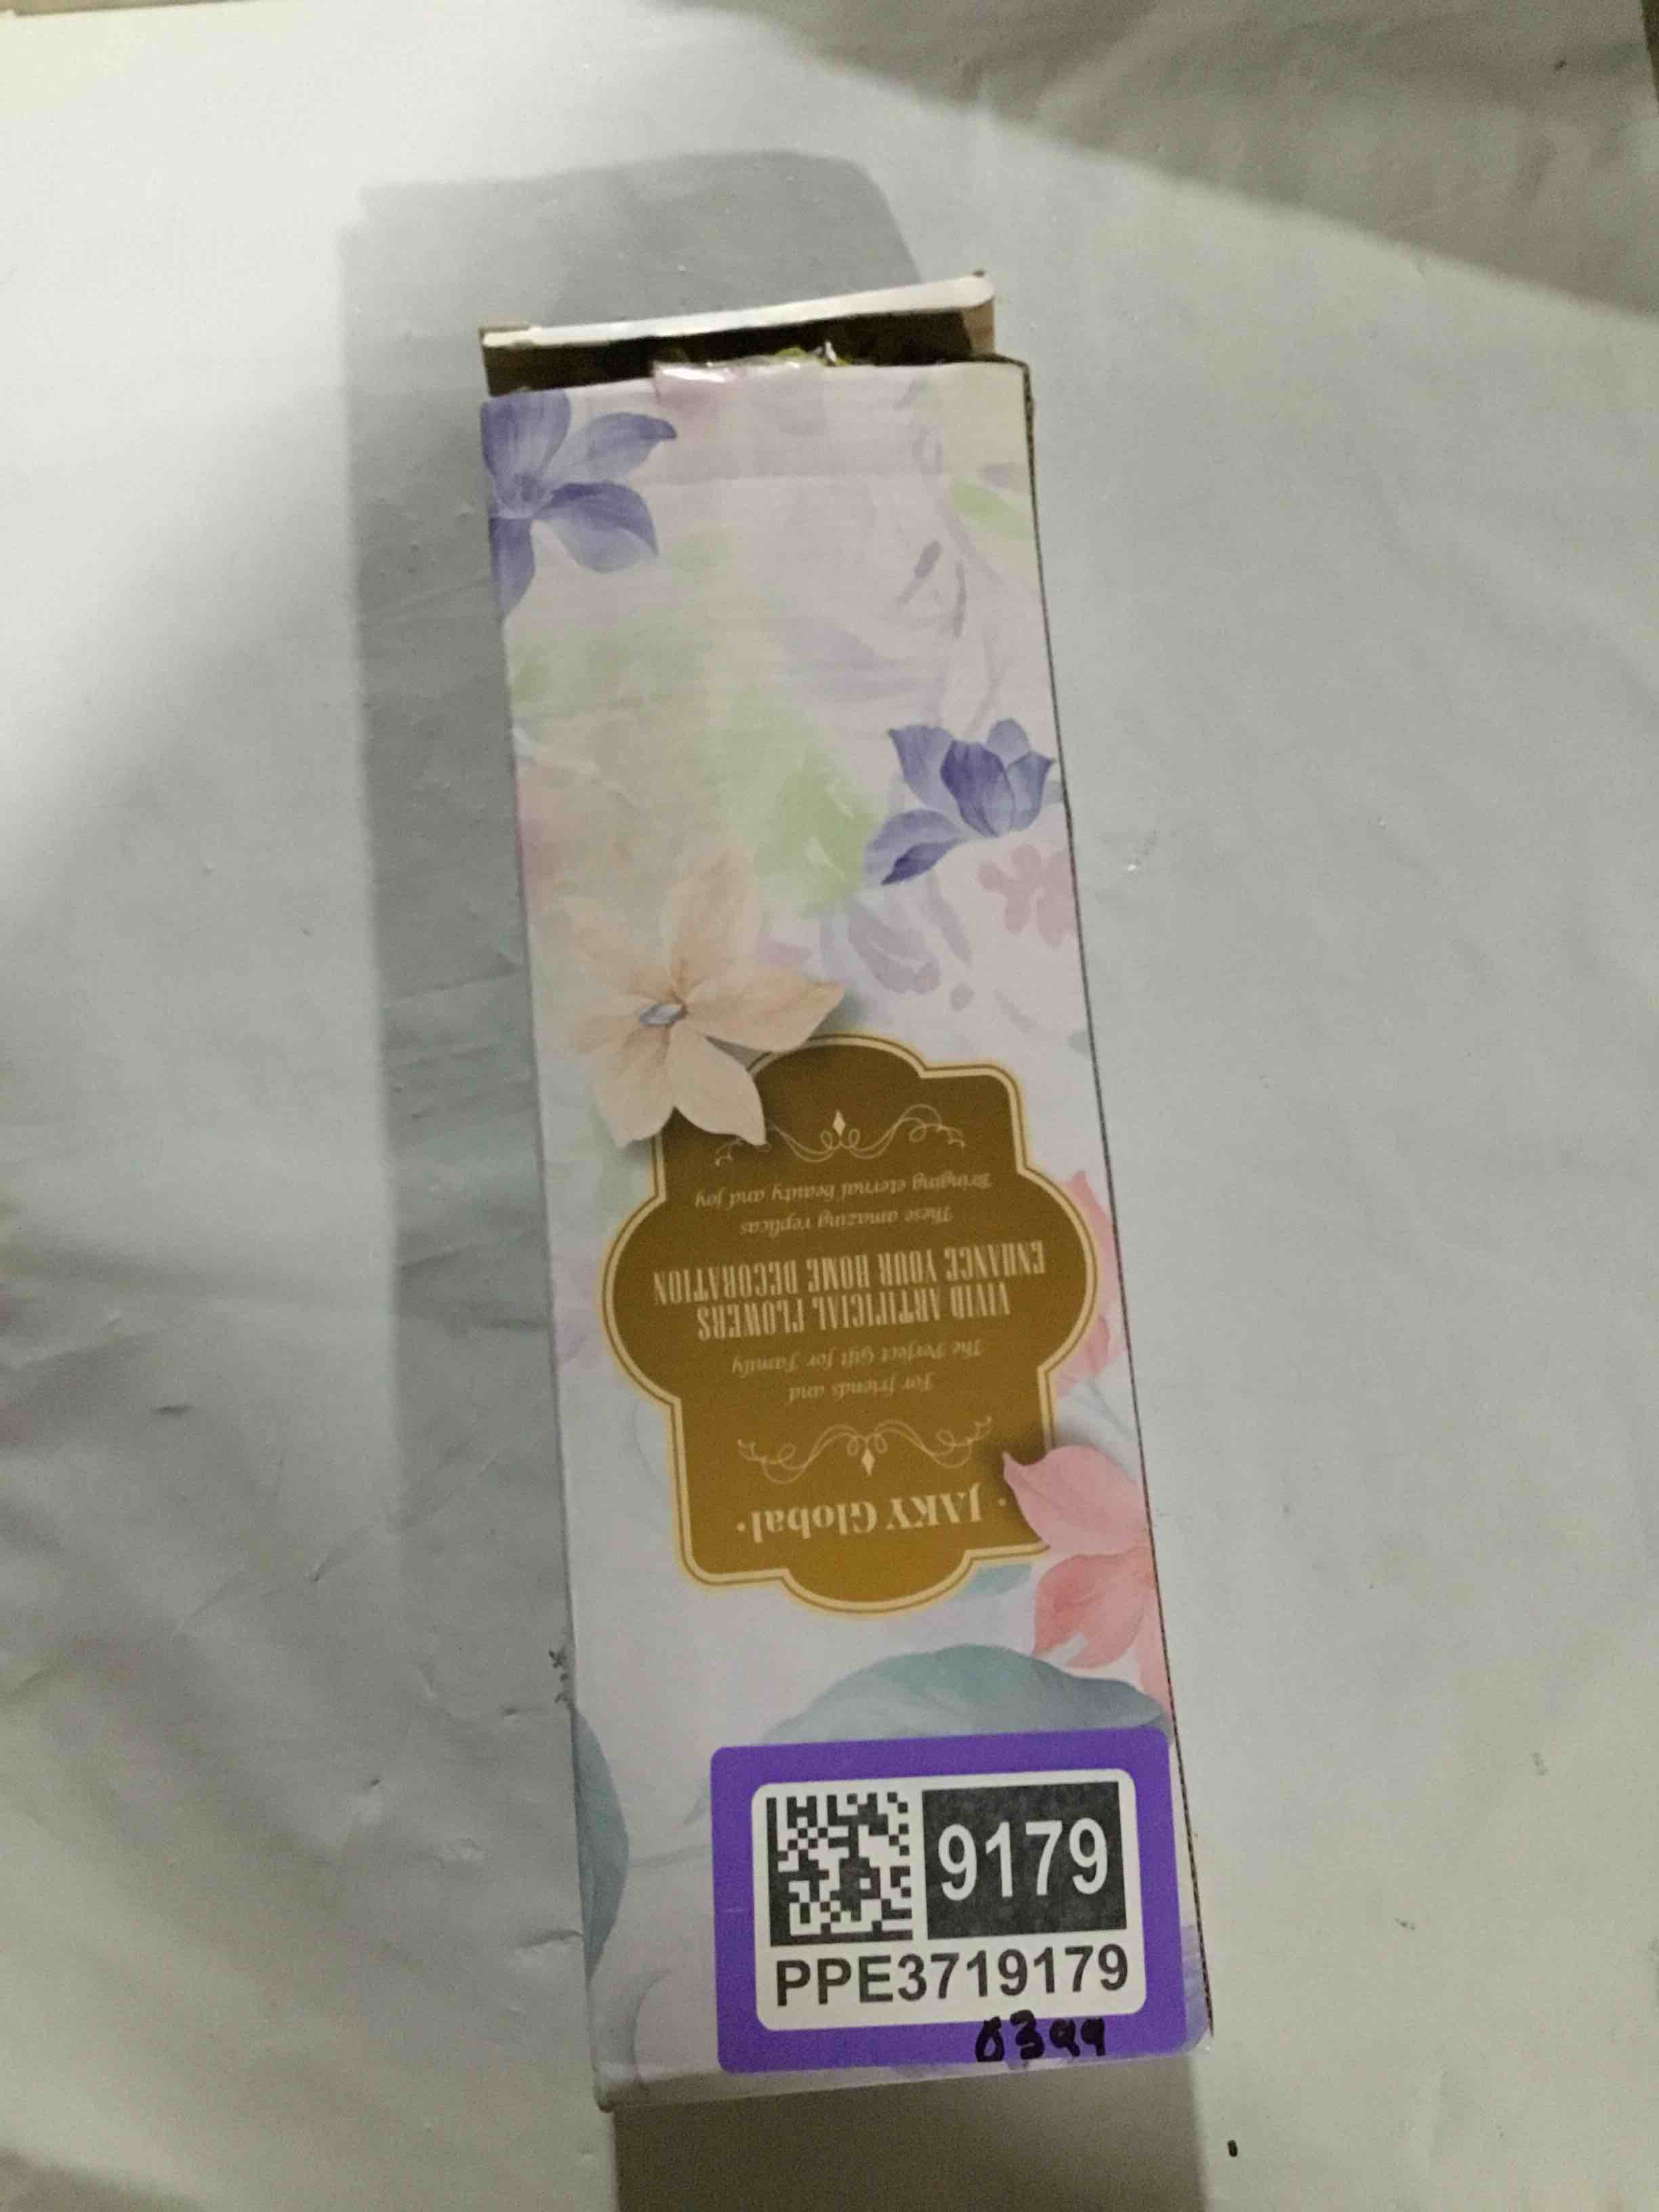 · JAKY Global·
For friends and
The Perfect Gift for Family
VIVID ARTIFICIAL FLOWERS
ENHANCE YOUR HOME DECORATION
These amazing replicas
Bringing eternal beauty and joy
9179
PPE3719179
0399